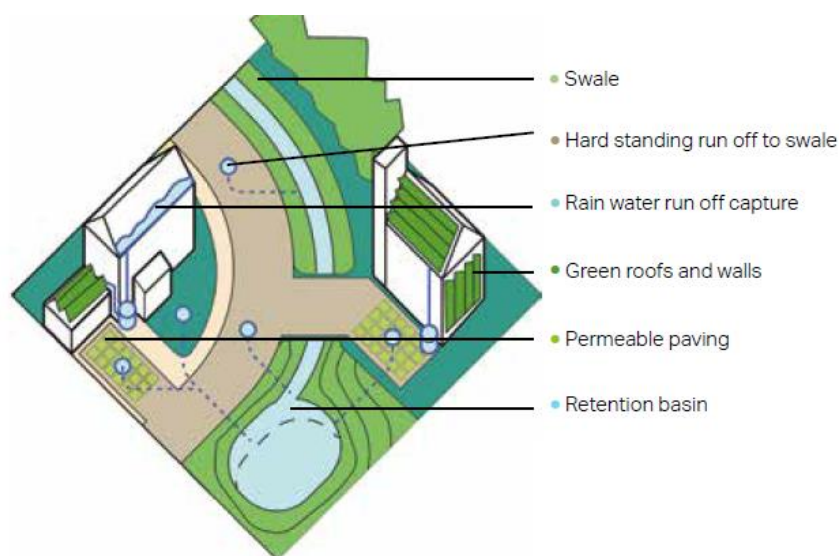 Swale
Hard standing run off to swale
Rain water run off capture
Green roofs and walls
Permeable paving
Retention basin